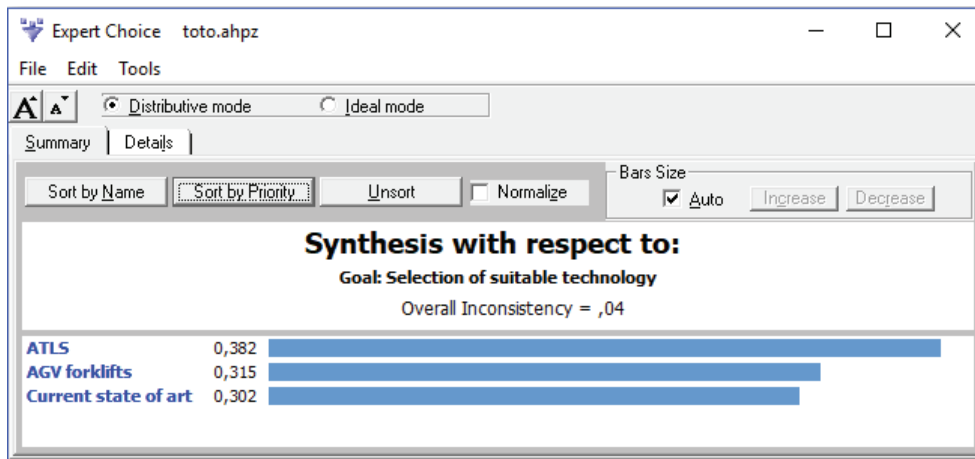 Expert Choice toto.ahpz
File Edit Tools
A A Distributive mode Ideal mode
Summary Details
Bars Size
Sort by Name Sort by Priority Unsort Normalize Auto Increase Decrease
Synthesis with respect to:
Goal: Selection of suitable technology
Overall Inconsistency = ,04
ATLS 0,382
AGV forklifts 0,315
Current state of art 0,302